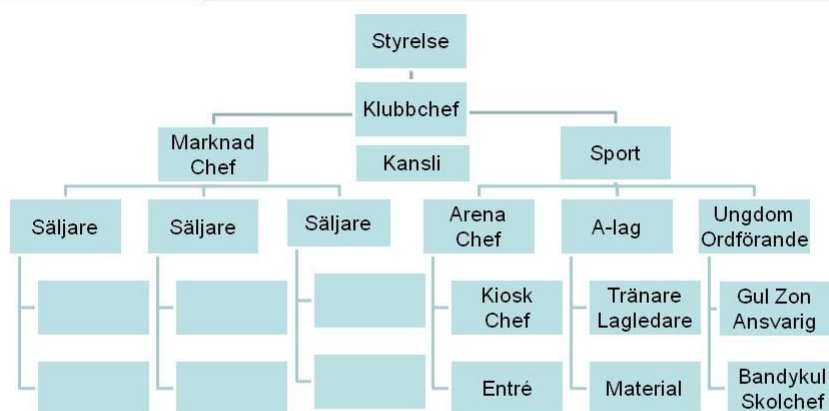 Styrelse
Klubbchef
Marknad
Chef
Kansli
Sport
Säljare
Säljare
Säljare
Arena
Chef
A-lag
Ungdom
Ordförande
Kiosk
Chef
Tränare
Lagledare
Gul Zon
Ansvarig
Entré
Material
Bandykul
Skolchef